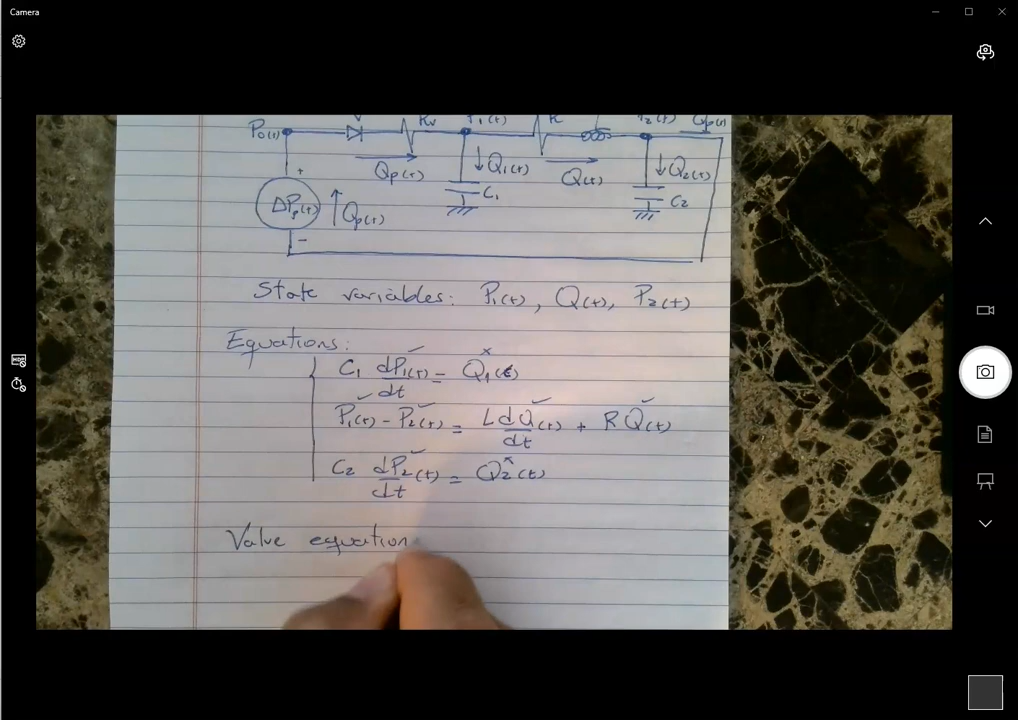 Camera
P0(t) Rv P1(t) R P2(t) Qp(t)
Qp(t) Q1(t) C1 Q(t) Q2(t) C2
ΔPp(t) Qp(t)
+
-
State variables: P1(t), Q(t), P2(t)
Equations:
C1 dP1(t)/dt = Q1(t)
P1(t) - P2(t) = L dQ(t)/dt + R Q(t)
C2 dP2(t)/dt = Q2(t)
Valve equation